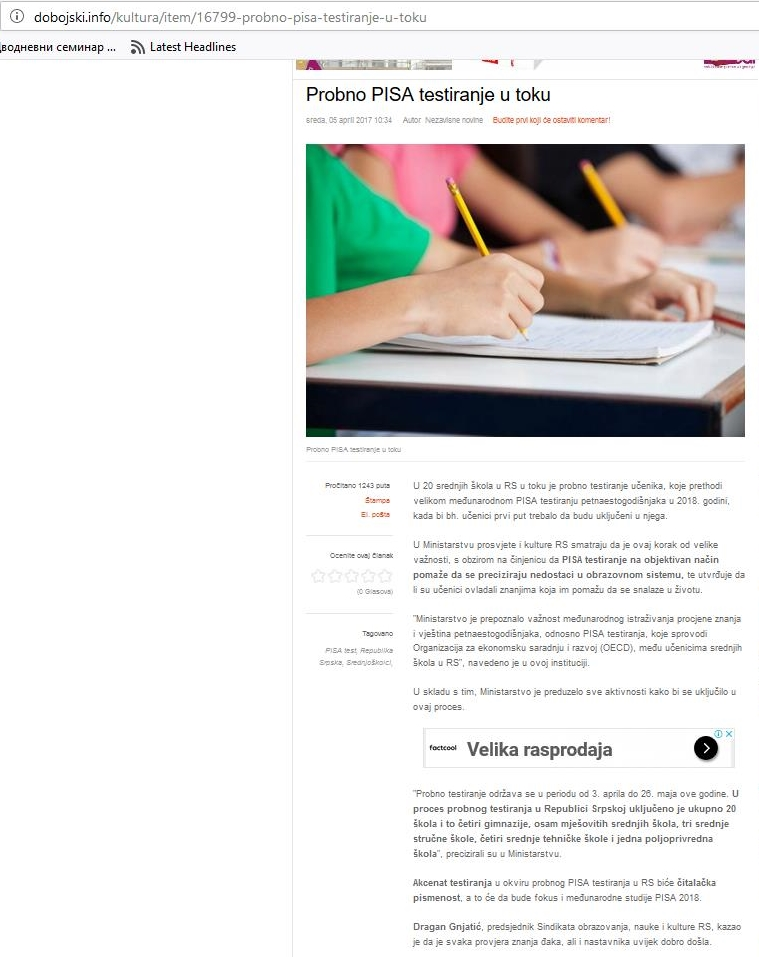 dobojski.info/kultura/item/16799-probno-pisa-testiranje-u-toku
водневни семинар ...
Latest Headlines
Probno PISA testiranje u toku
sreda, 05 april 2017 10:34 Autor Nezavisne novine Budite prvi koji će ostaviti komentar!
Probno PISA testiranje u toku
Pročitano 1243 puta
Štampa
El. pošta
Ocenite ovaj članak
(0 Glasova)
Tagovano
PISA test, Republika
Srpska, Srednjoškolci,
U 20 srednjih škola u RS u toku je probno testiranje učenika, koje prethodi
velikom međunarodnom PISA testiranju petnaestogodišnjaka u 2018. godini,
kada bi bh. učenici prvi put trebalo da budu uključeni u njega.
U Ministarstvu prosvjete i kulture RS smatraju da je ovaj korak od velike
važnosti, s obzirom na činjenicu da PISA testiranje na objektivan način
pomaže da se preciziraju nedostaci u obrazovnom sistemu, te utvrđuje da
li su učenici ovladali znanjima koja im pomažu da se snalaze u životu.
"Ministarstvo je prepoznalo važnost međunarodnog istraživanja procjene znanja
i vještina petnaestogodišnjaka, odnosno PISA testiranja, koje sprovodi
Organizacija za ekonomsku saradnju i razvoj (OECD), među učenicima srednjih
škola u RS", navedeno je u ovoj instituciji.
U skladu s tim, Ministarstvo je preduzelo sve aktivnosti kako bi se uključilo u
ovaj proces.
factcool Velika rasprodaja
"Probno testiranje održava se u periodu od 3. aprila do 26. maja ove godine. U
proces probnog testiranja u Republici Srpskoj uključeno je ukupno 20
škola i to četiri gimnazije, osam mješovitih srednjih škola, tri srednje
stručne škole, četiri srednje tehničke škole i jedna poljoprivredna
škola", precizirali su u Ministarstvu.
Akcenat testiranja u okviru probnog PISA testiranja u RS biće čitalačka
pismenost, a to će da bude fokus i međunarodne studije PISA 2018.
Dragan Gnjatić, predsjednik Sindikata obrazovanja, nauke i kulture RS, kazao
je da je svaka provjera znanja đaka, ali i nastavnika uvijek dobro došla.